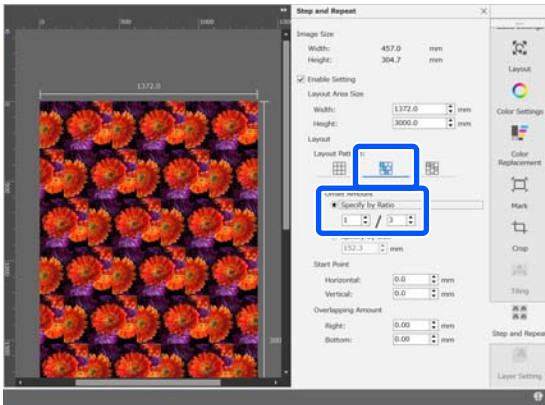 Step and Repeat
Image Size
Width: 457.0 mm
Height: 304.7 mm
Enable Setting
Layout Area Size
Width: 1372.0 mm
Height: 3000.0 mm
Layout
Offset Amount
Specify by Ratio
1 / 3
152.3 mm
Start Point
Horizontal: 0.0 mm
Vertical: 0.0 mm
Overlapping Amount
Right: 0.00 mm
Bottom: 0.00 mm
Layout
Color Settings
Color
Replacement
Mark
Crop
Tiling
Step and Repeat
Layer Setting
0
500
1000
1372.0